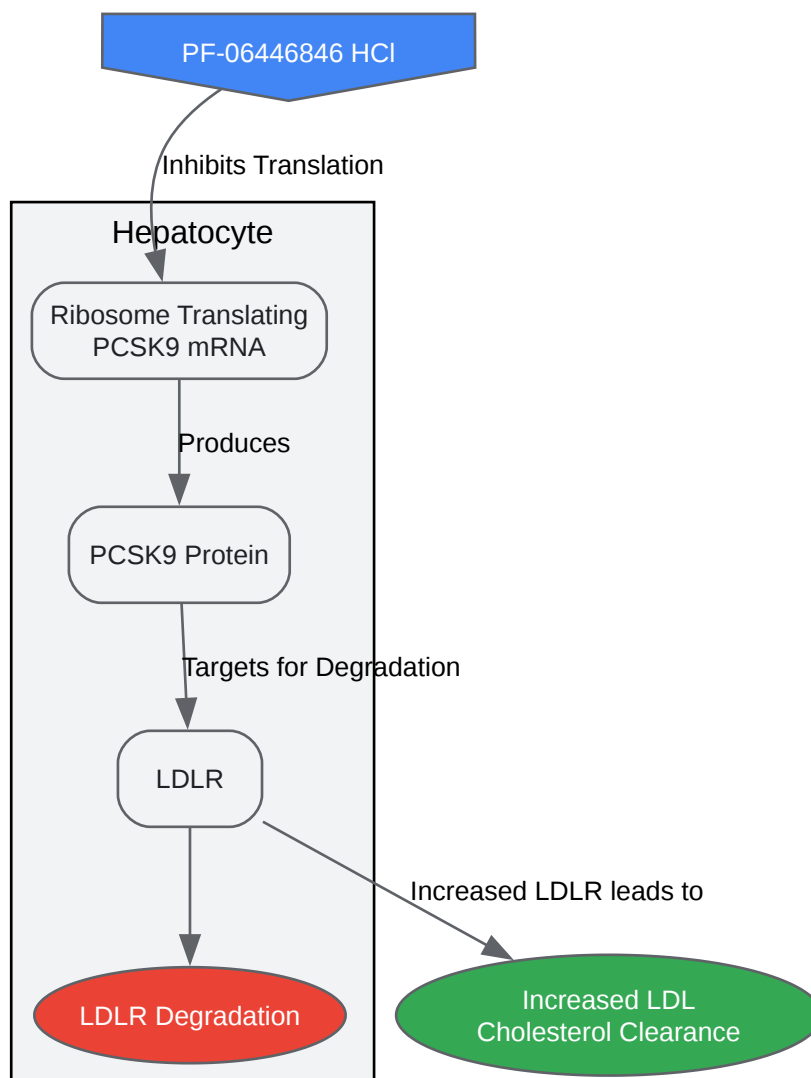 PF-06446846 HCl
Inhibits Translation
Hepatocyte
Ribosome Translating
PCSK9 mRNA
Produces
PCSK9 Protein
Targets for Degradation
LDLR
Increased LDLR leads to
LDLR Degradation
Increased LDL
Cholesterol Clearance